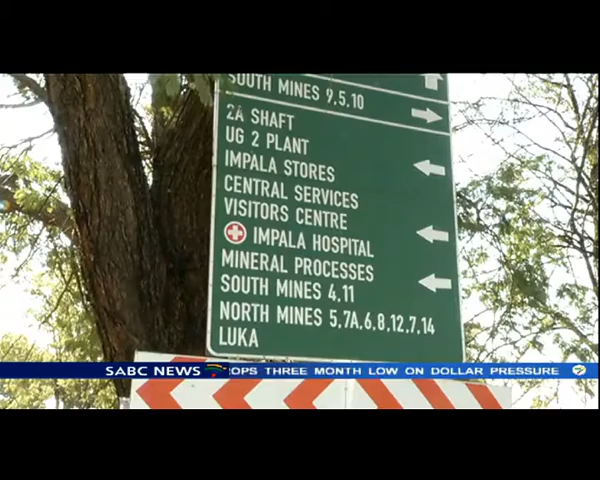 SOUTH MINES 9,5,10
2A SHAFT
UG 2 PLANT
IMPALA STORES
CENTRAL SERVICES
VISITORS CENTRE
IMPALA HOSPITAL
MINERAL PROCESSES
SOUTH MINES 4,11
NORTH MINES 5,7A,6,8,12,7,14
LUKA
SABC NEWS OPS THREE MONTH LOW ON DOLLAR PRESSURE